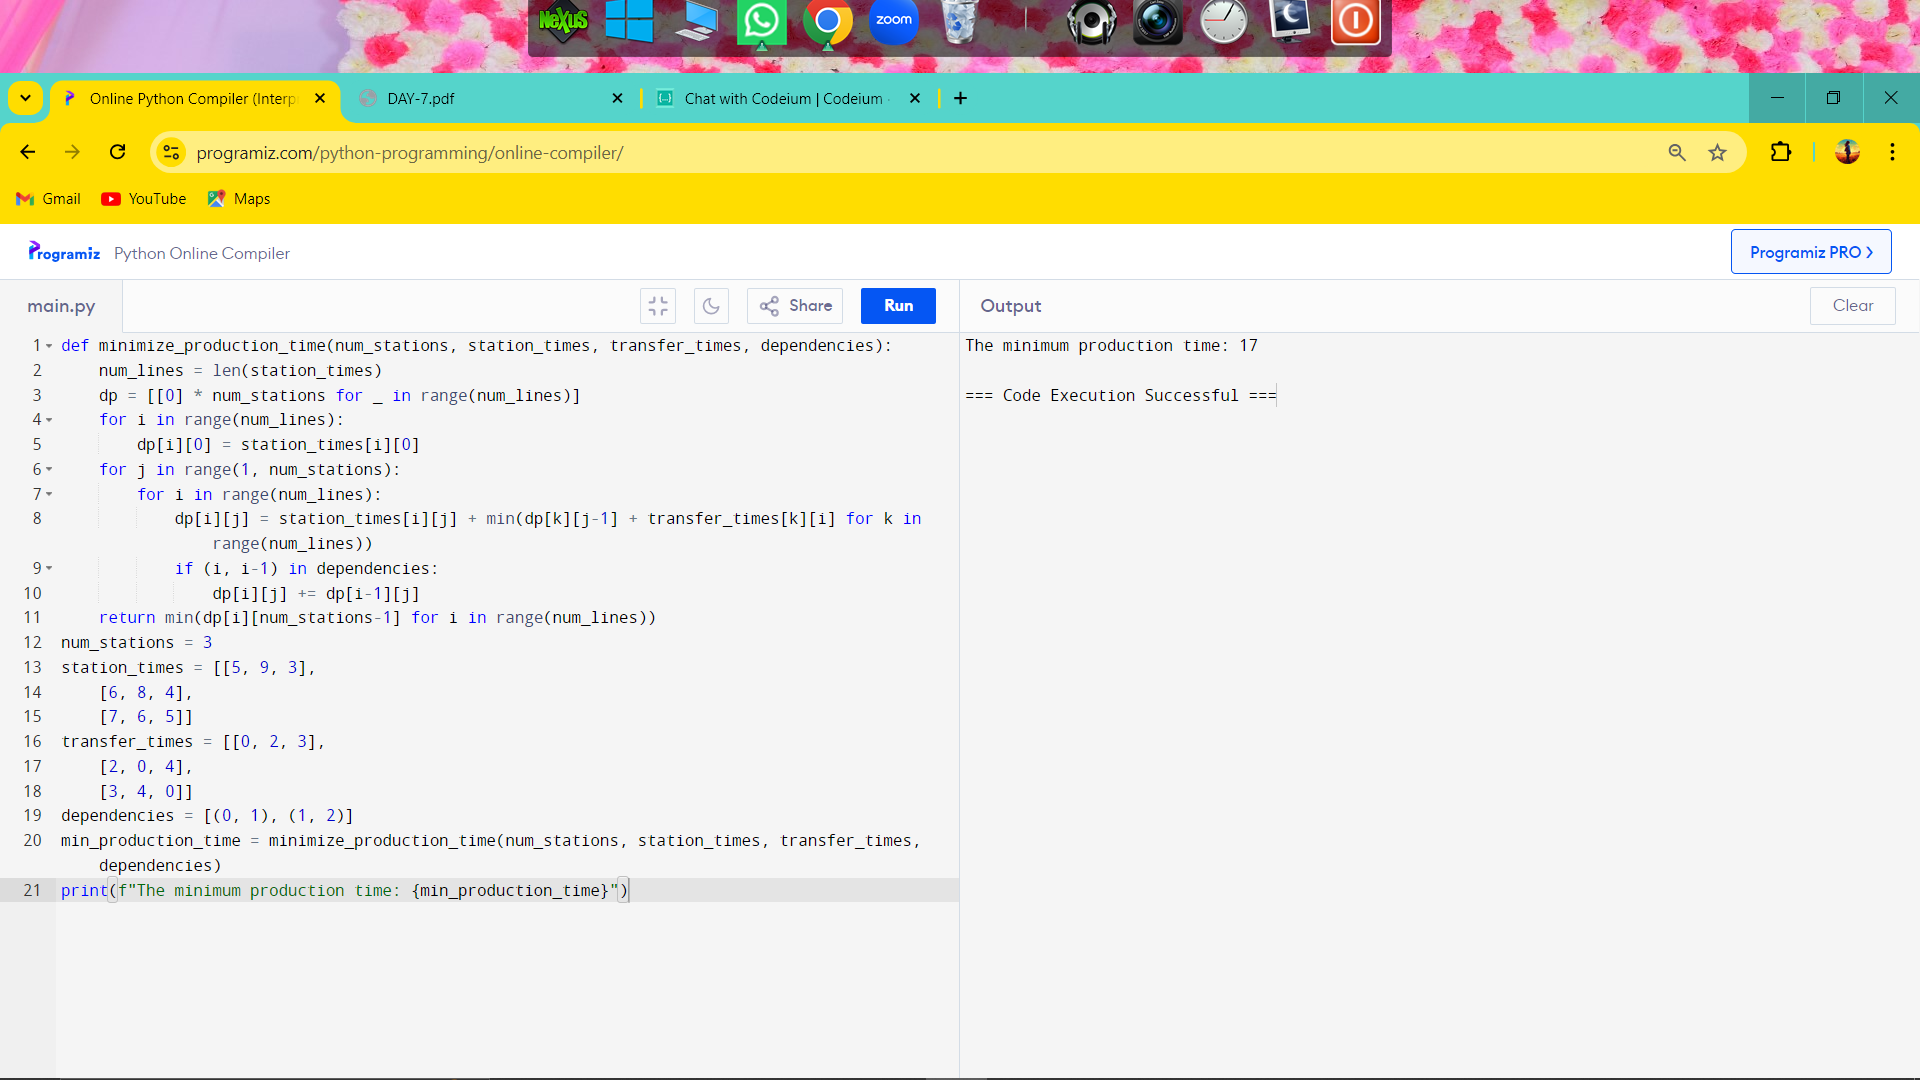 NeXuS
zoom
Online Python Compiler (Interp
DAY-7.pdf
Chat with Codeium | Codeium
programiz.com/python-programming/online-compiler/
Gmail
YouTube
Maps
Programiz Python Online Compiler
Programiz PRO >
main.py
Share
Run
Output
Clear
1 def minimize_production_time(num_stations, station_times, transfer_times, dependencies):
2     num_lines = len(station_times)
3     dp = [[0] * num_stations for _ in range(num_lines)]
4     for i in range(num_lines):
5         dp[i][0] = station_times[i][0]
6     for j in range(1, num_stations):
7         for i in range(num_lines):
8             dp[i][j] = station_times[i][j] + min(dp[k][j-1] + transfer_times[k][i] for k in
range(num_lines))
9             if (i, i-1) in dependencies:
10                 dp[i][j] += dp[i-1][j]
11     return min(dp[i][num_stations-1] for i in range(num_lines))
12 num_stations = 3
13 station_times = [[5, 9, 3],
14     [6, 8, 4],
15     [7, 6, 5]]
16 transfer_times = [[0, 2, 3],
17     [2, 0, 4],
18     [3, 4, 0]]
19 dependencies = [(0, 1), (1, 2)]
20 min_production_time = minimize_production_time(num_stations, station_times, transfer_times,
dependencies)
21 print(f"The minimum production time: {min_production_time}")
The minimum production time: 17
=== Code Execution Successful ===